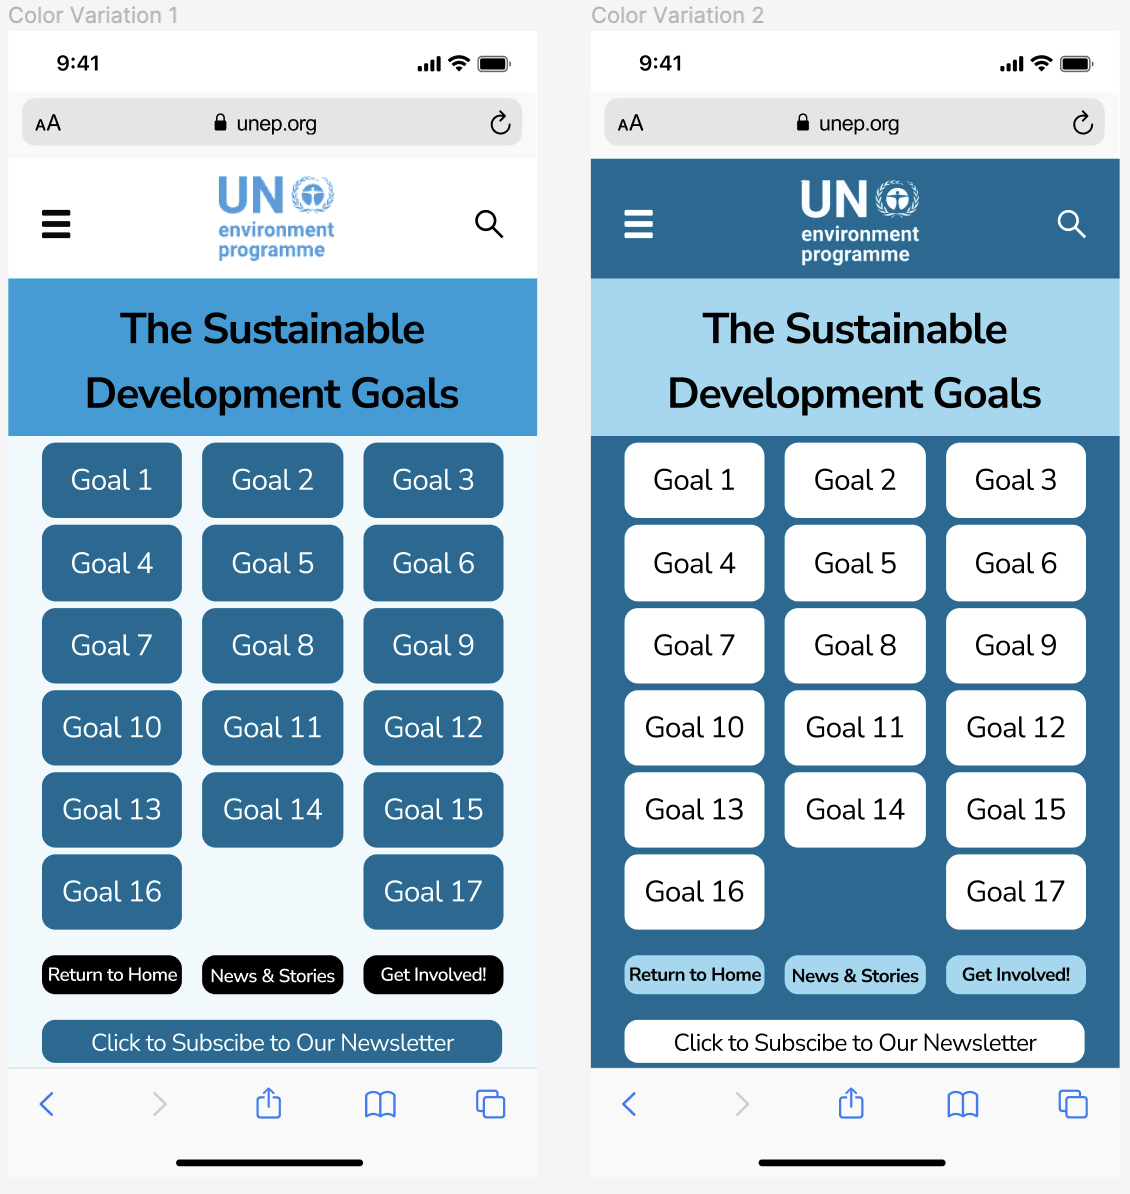 Color Variation 1
9:41
AA unep.org
UN
environment
programme
The Sustainable
Development Goals
Goal 1 Goal 2 Goal 3
Goal 4 Goal 5 Goal 6
Goal 7 Goal 8 Goal 9
Goal 10 Goal 11 Goal 12
Goal 13 Goal 14 Goal 15
Goal 16 Goal 17
Return to Home News & Stories Get Involved!
Click to Subscibe to Our Newsletter
Color Variation 2
9:41
AA unep.org
UN
environment
programme
The Sustainable
Development Goals
Goal 1 Goal 2 Goal 3
Goal 4 Goal 5 Goal 6
Goal 7 Goal 8 Goal 9
Goal 10 Goal 11 Goal 12
Goal 13 Goal 14 Goal 15
Goal 16 Goal 17
Return to Home News & Stories Get Involved!
Click to Subscibe to Our Newsletter